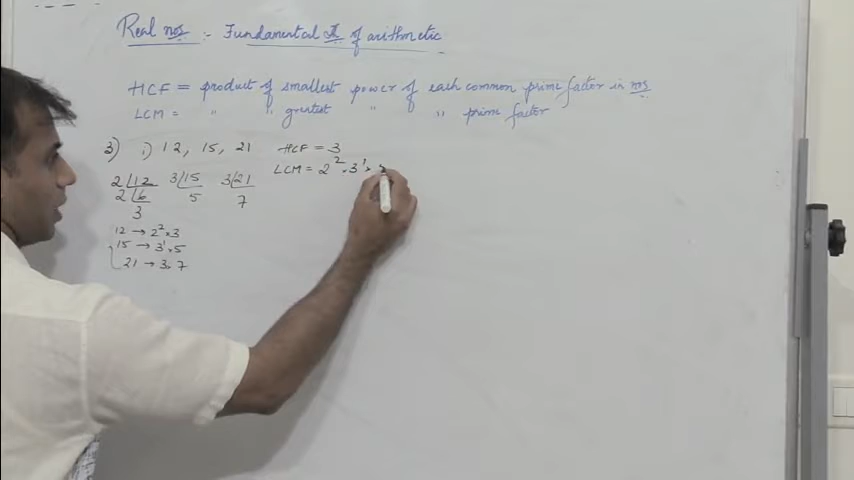 Real nos :- Fundamental I of arithmetic
HCF = product of smallest power of each common prime factor in nos
LCM = " " greatest " " " prime factor
3) i) 12, 15, 21 HCF = 3
LCM = 2² × 3¹ ×
2 12 3 15 3 21
2 6 5 7
3
12 → 2² × 3
15 → 3¹ × 5
21 → 3 × 7